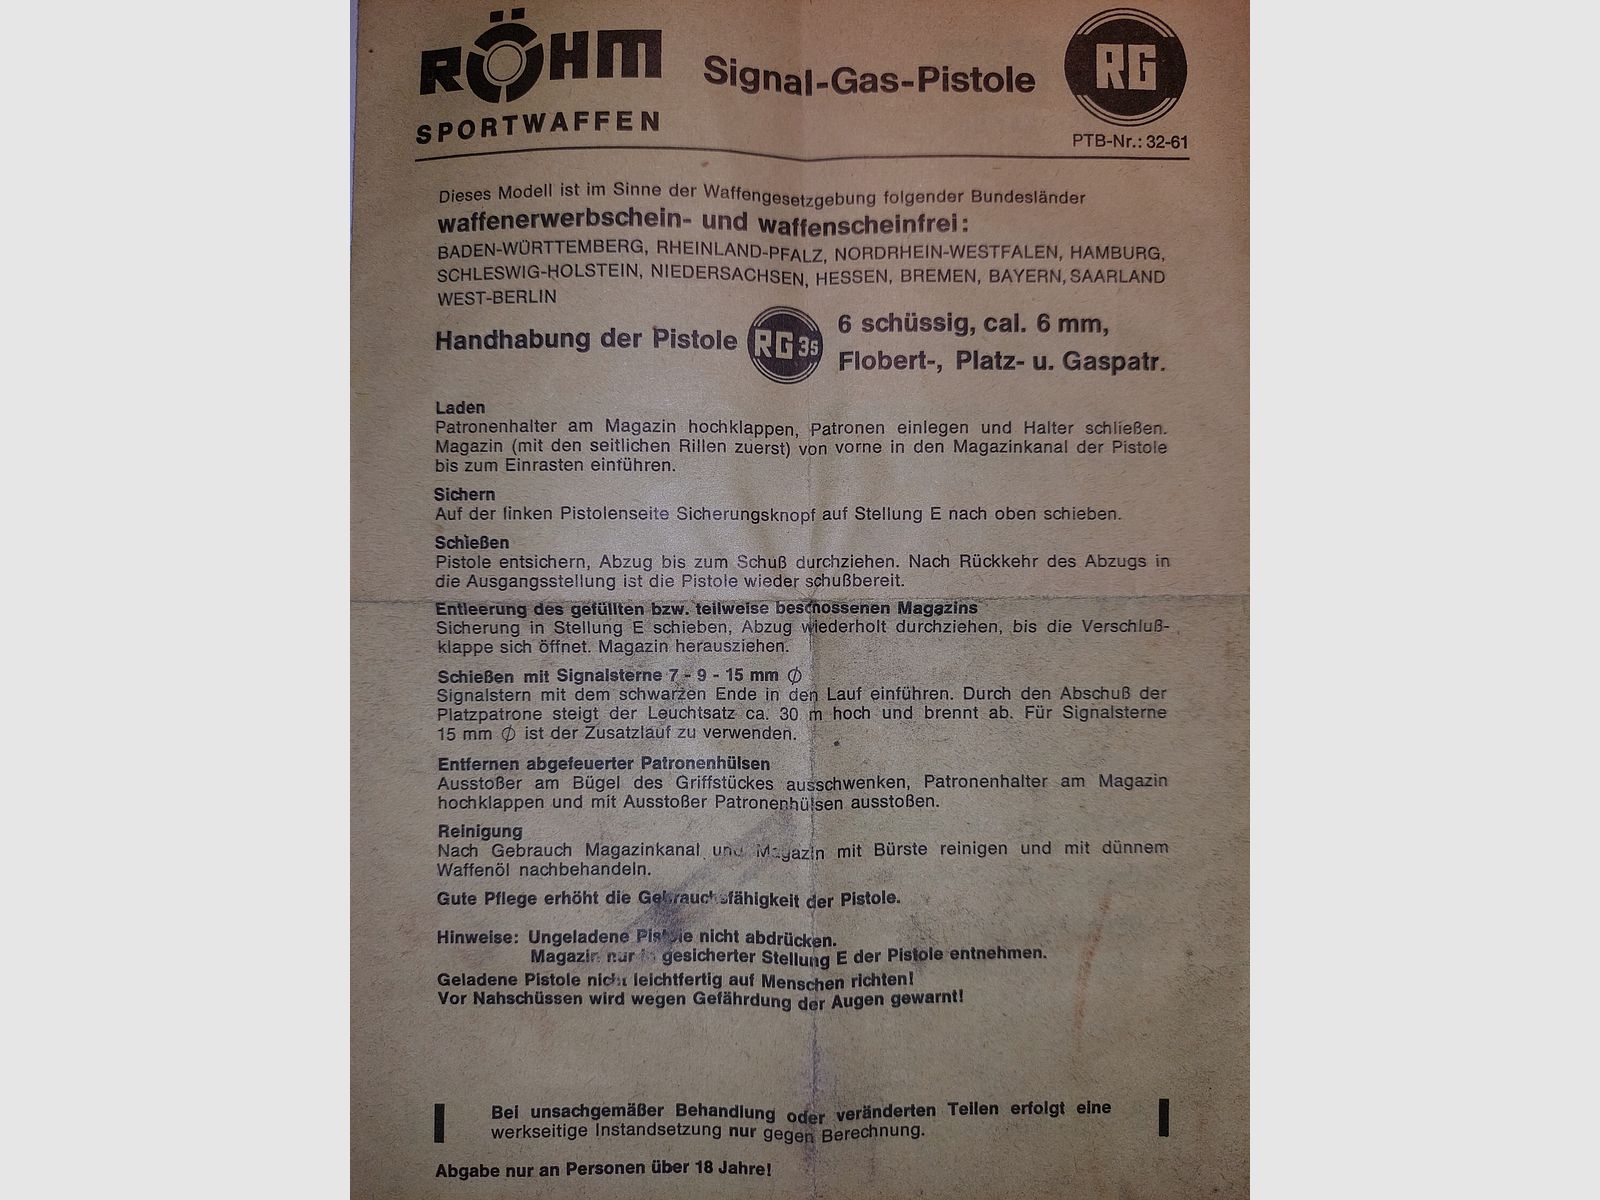 RÖHM
SPORTWAFFEN
Signal-Gas-Pistole
RG
PTB-Nr.: 32-61
Dieses Modell ist im Sinne der Waffengesetzgebung folgender Bundesländer
waffenerwerbschein- und waffenscheinfrei:
BADEN-WÜRTTEMBERG, RHEINLAND-PFALZ, NORDRHEIN-WESTFALEN, HAMBURG,
SCHLESWIG-HOLSTEIN, NIEDERSACHSEN, HESSEN, BREMEN, BAYERN, SAARLAND
WEST-BERLIN
Handhabung der Pistole RG 3s
6 schüssig, cal. 6 mm,
Flobert-, Platz- u. Gaspatr.
Laden
Patronenhalter am Magazin hochklappen, Patronen einlegen und Halter schließen.
Magazin (mit den seitlichen Rillen zuerst) von vorne in den Magazinkanal der Pistole
bis zum Einrasten einführen.
Sichern
Auf der linken Pistolenseite Sicherungsknopf auf Stellung E nach oben schieben.
Schießen
Pistole entsichern, Abzug bis zum Schuß durchziehen. Nach Rückkehr des Abzugs in
die Ausgangsstellung ist die Pistole wieder schußbereit.
Entleerung des gefüllten bzw. teilweise beschossenen Magazins
Sicherung in Stellung E schieben, Abzug wiederholt durchziehen, bis die Verschluß-
klappe sich öffnet. Magazin herausziehen.
Schießen mit Signalsterne 7 - 9 - 15 mm ∅
Signalstern mit dem schwarzen Ende in den Lauf einführen. Durch den Abschuß der
Platzpatrone steigt der Leuchtsatz ca. 30 m hoch und brennt ab. Für Signalsterne
15 mm ∅ ist der Zusatzlauf zu verwenden.
Entfernen abgefeuerter Patronenhülsen
Ausstoßer am Bügel des Griffstückes ausschwenken, Patronenhalter am Magazin
hochklappen und mit Ausstoßer Patronenhülsen ausstoßen.
Reinigung
Nach Gebrauch Magazinkanal und Magazin mit Bürste reinigen und mit dünnem
Waffenöl nachbehandeln.
Gute Pflege erhöht die Gebrauchsfähigkeit der Pistole.
Hinweise: Ungeladene Pistole nicht abdrücken.
Magazin nur in gesicherter Stellung E der Pistole entnehmen.
Geladene Pistole nicht leichtfertig auf Menschen richten!
Vor Nahschüssen wird wegen Gefährdung der Augen gewarnt!
Bei unsachgemäßer Behandlung oder veränderten Teilen erfolgt eine
werkseitige Instandsetzung nur gegen Berechnung.
Abgabe nur an Personen über 18 Jahre!